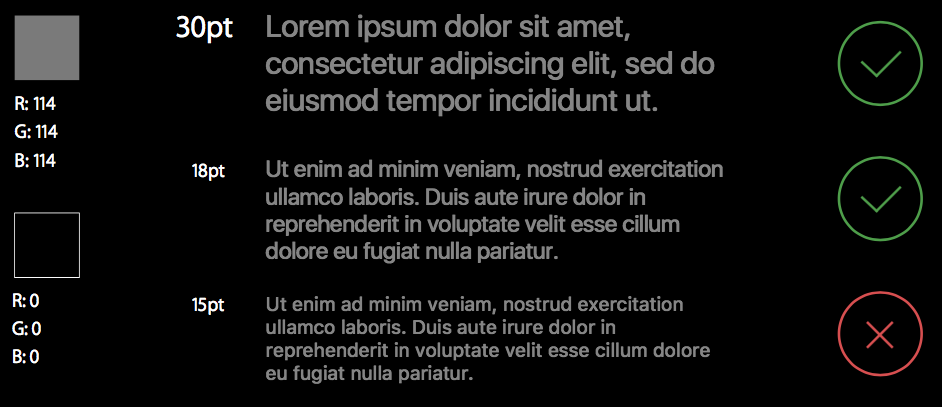 R: 114
G: 114
B: 114
R: 0
G: 0
B: 0
30pt
Lorem ipsum dolor sit amet,
consectetur adipiscing elit, sed do
eiusmod tempor incididunt ut.
18pt
Ut enim ad minim veniam, nostrud exercitation
ullamco laboris. Duis aute irure dolor in
reprehenderit in voluptate velit esse cillum
dolore eu fugiat nulla pariatur.
15pt
Ut enim ad minim veniam, nostrud exercitation
ullamco laboris. Duis aute irure dolor in
reprehenderit in voluptate velit esse cillum dolore
eu fugiat nulla pariatur.